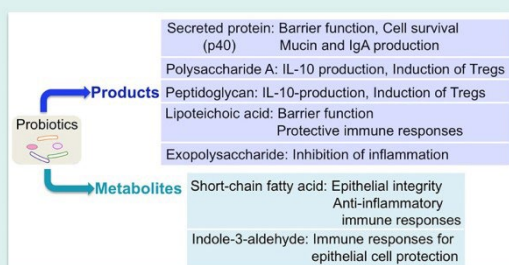 Secreted protein: Barrier function, Cell survival
(p40) Mucin and IgA production
Polysaccharide A: IL-10 production, Induction of Tregs
Products
Peptidoglycan: IL-10-production, Induction of Tregs
Lipoteichoic acid: Barrier function
Protective immune responses
Probiotics
Exopolysaccharide: Inhibition of inflammation
Metabolites
Short-chain fatty acid: Epithelial integrity
Anti-inflammatory
immune responses
Indole-3-aldehyde: Immune responses for
epithelial cell protection